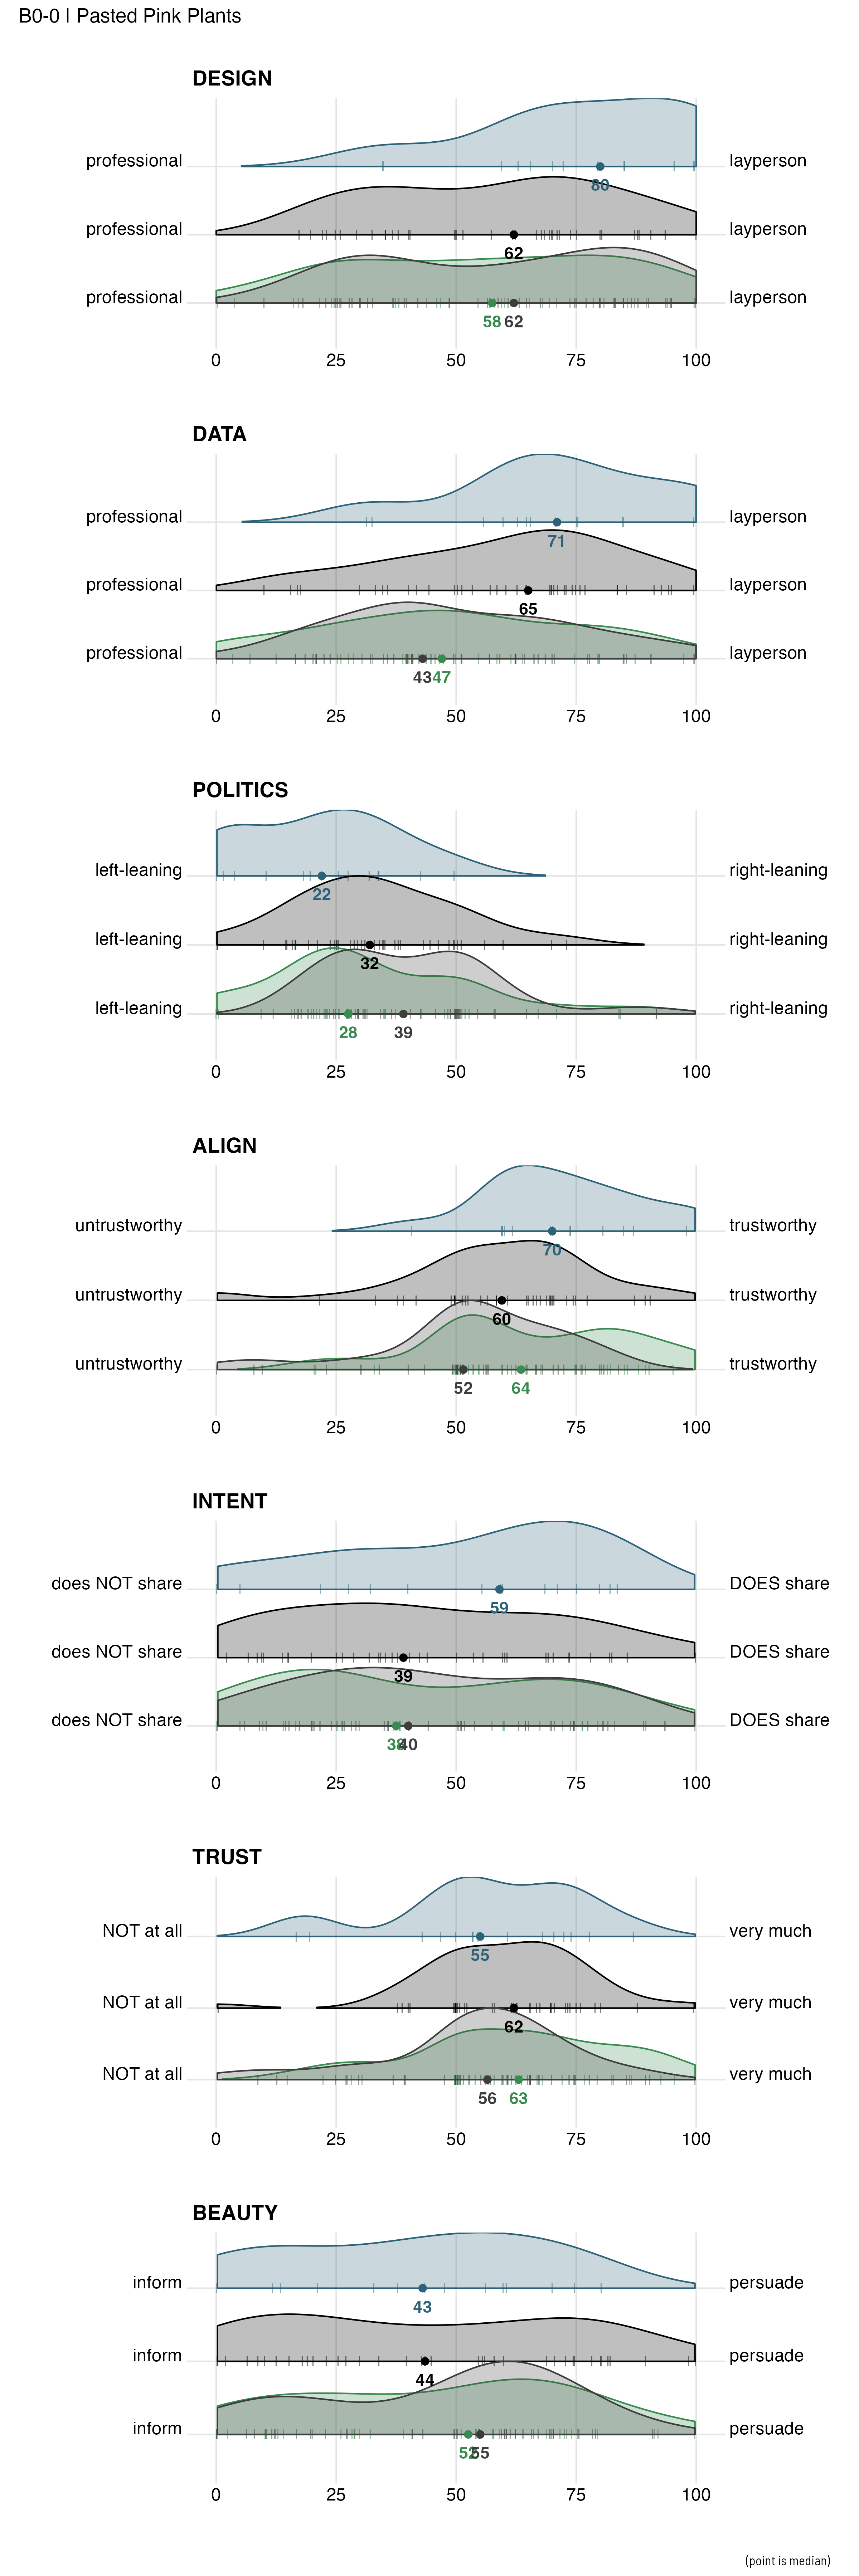 B0-0 | Pasted Pink Plants
DESIGN
professional layperson
80
professional layperson
62
professional layperson
58 62
0 25 50 75 100
DATA
professional layperson
71
professional layperson
65
professional layperson
43 47
0 25 50 75 100
POLITICS
left-leaning right-leaning
22
left-leaning right-leaning
32
left-leaning right-leaning
28 39
0 25 50 75 100
ALIGN
untrustworthy trustworthy
70
untrustworthy trustworthy
60
untrustworthy trustworthy
52 64
0 25 50 75 100
INTENT
does NOT share DOES share
59
does NOT share DOES share
39
does NOT share DOES share
38 40
0 25 50 75 100
TRUST
NOT at all very much
55
NOT at all very much
62
NOT at all very much
56 63
0 25 50 75 100
BEAUTY
inform persuade
43
inform persuade
44
inform persuade
52 55
0 25 50 75 100
(point is median)